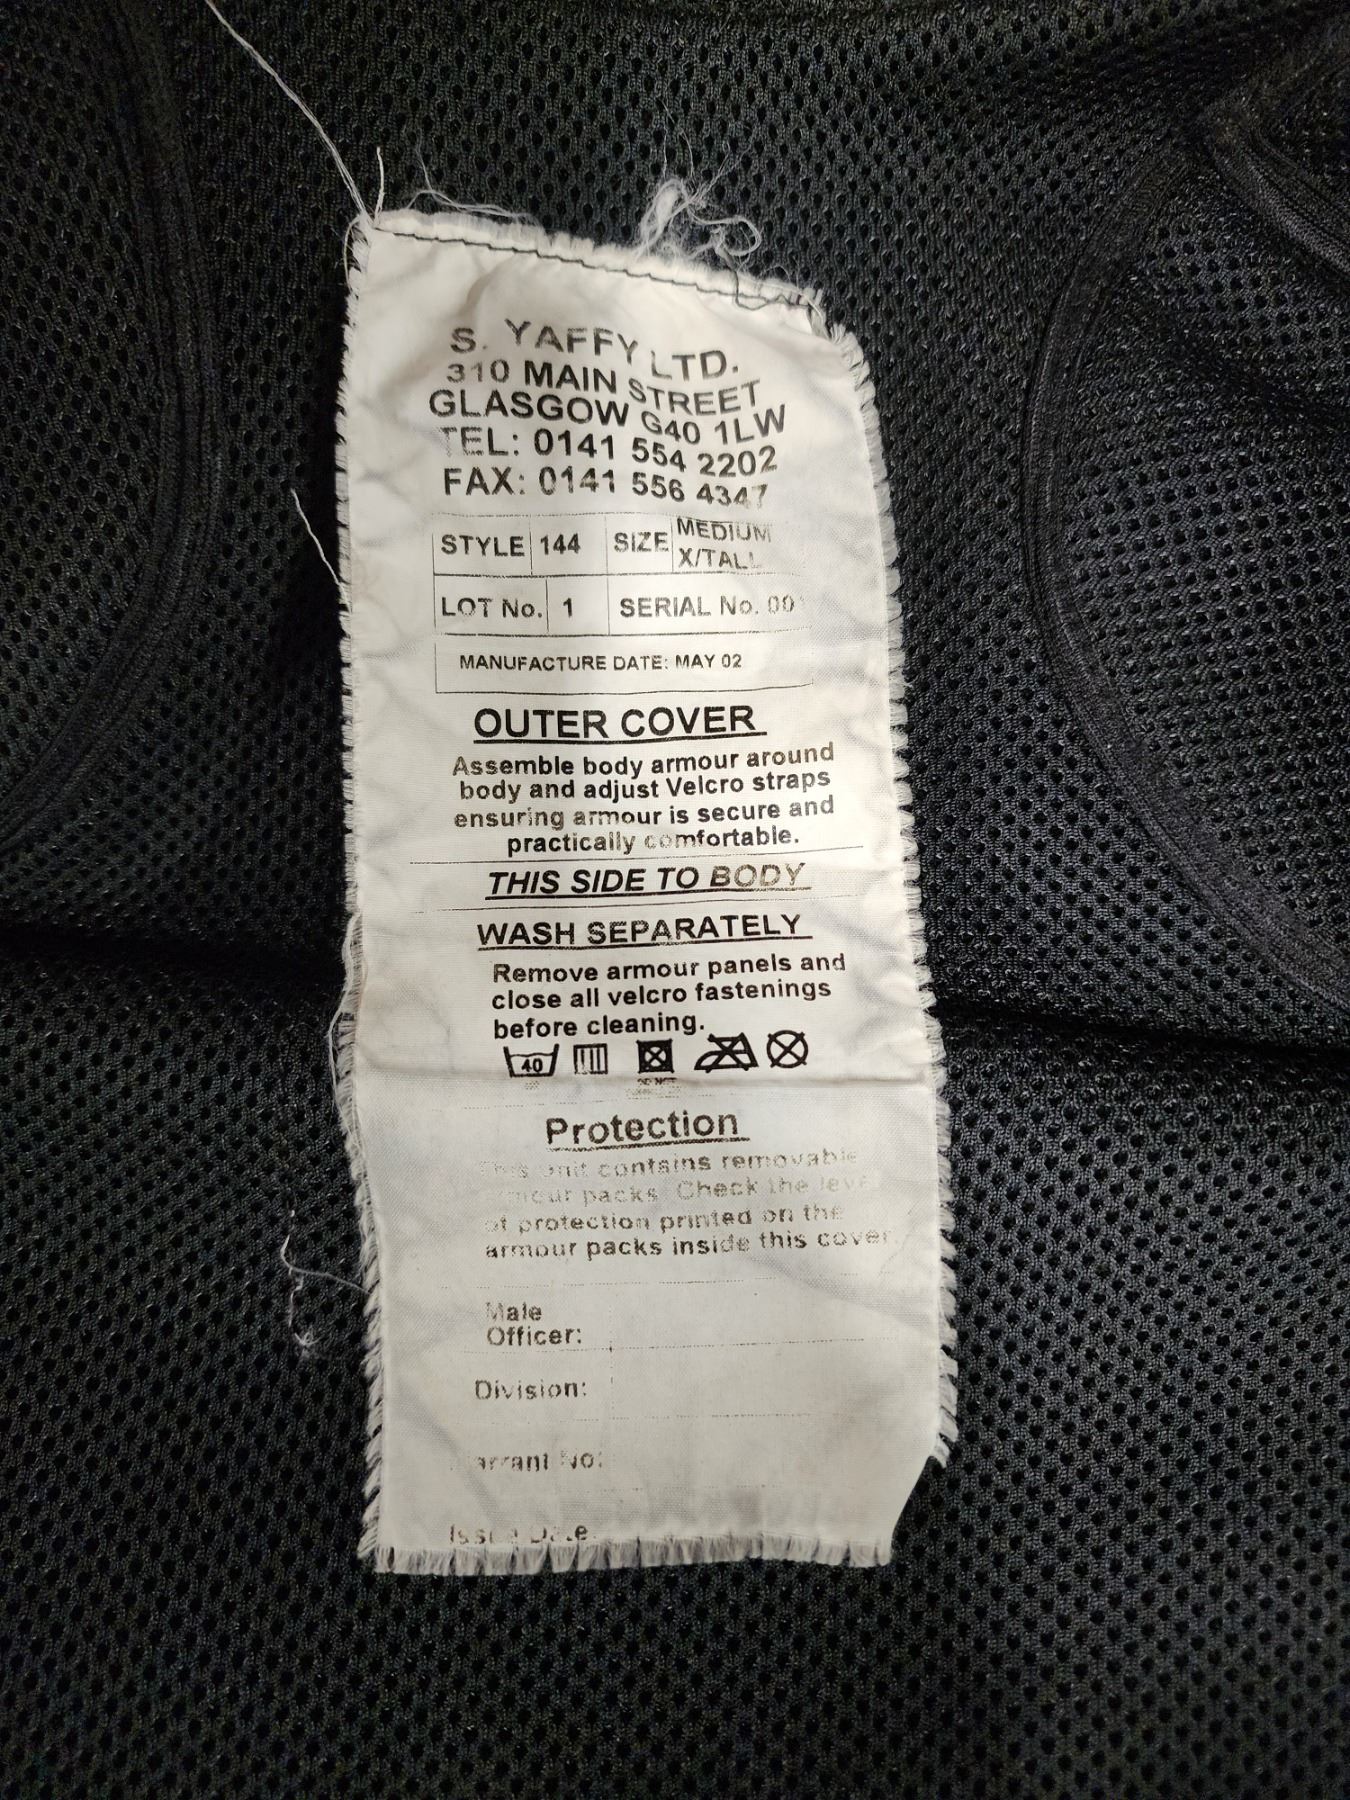 S. YAFFY LTD.
310 MAIN STREET
GLASGOW G40 1LW
TEL: 0141 554 2202
FAX: 0141 556 4347
STYLE 144 SIZE MEDIUM X/TALL
LOT No. 1 SERIAL No.
MANUFACTURE DATE: MAY 02
OUTER COVER
Assemble body armour around
body and adjust Velcro straps
ensuring armour is secure and
practically comfortable.
THIS SIDE TO BODY
WASH SEPARATELY
Remove armour panels and
close all velcro fastenings
before cleaning.
40
Protection
This unit contains removable
armour packs. Check the level
of protection printed on the
armour packs inside this cover.
Male
Officer:
Division:
Warrant No:
Issue Date